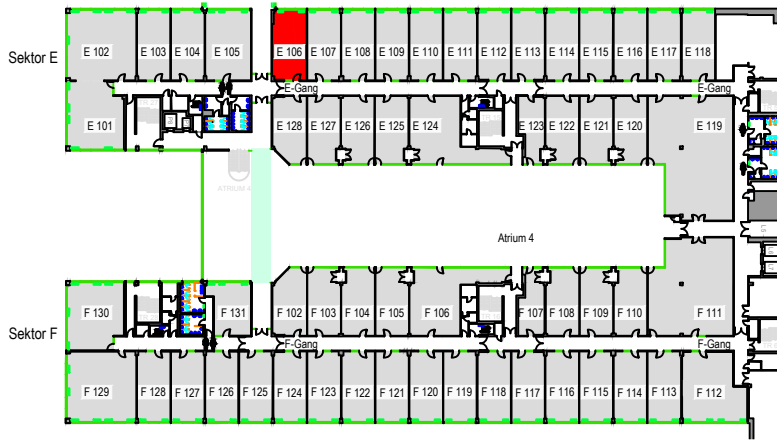 E 102
E 103
E 104
E 105
E 106
E 107
E 108
E 109
E 110
E 111
E 112
E 113
E 114
E 115
E 116
E 117
E 118
Sektor E
E-Gang
E-Gang
E 101
E 128
E 127
E 126
E 125
E 124
E 123
E 122
E 121
E 120
E 119
ATRIUM 4
Atrium 4
F 130
F 131
F 102
F 103
F 104
F 105
F 106
F 107
F 108
F 109
F 110
F 111
Sektor F
F-Gang
F-Gang
F 129
F 128
F 127
F 126
F 125
F 124
F 123
F 122
F 121
F 120
F 119
F 118
F 117
F 116
F 115
F 114
F 113
F 112